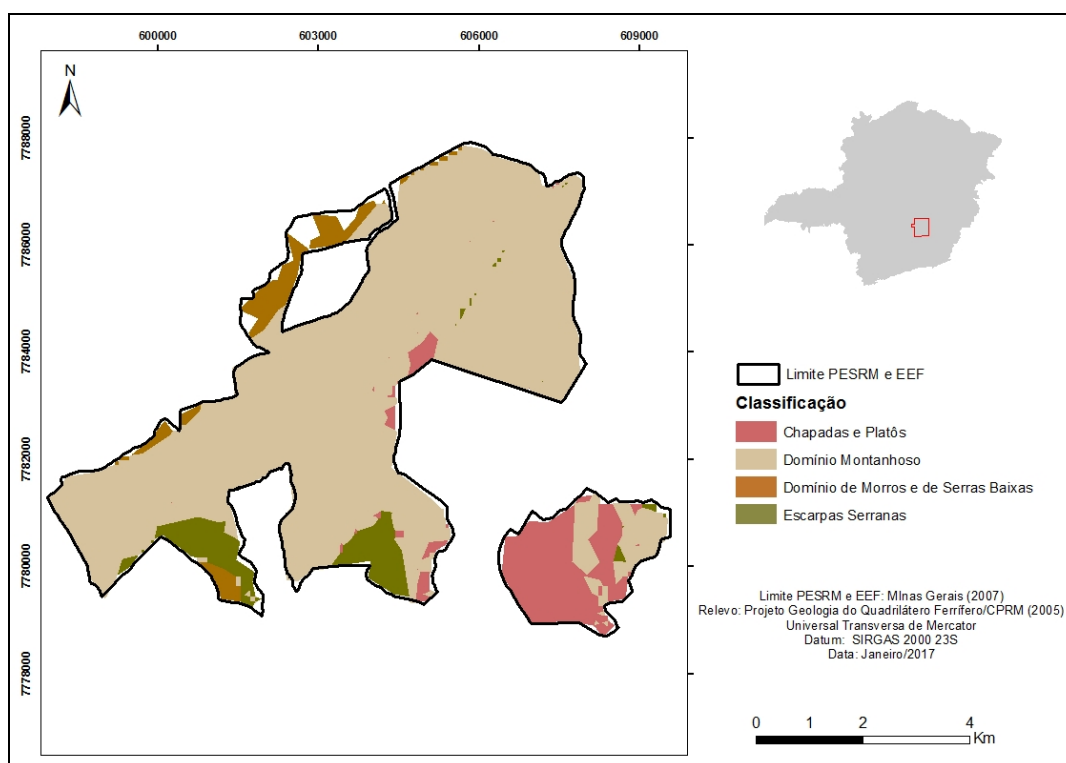 600000
603000
606000
609000
N
7788000
7786000
7784000
7782000
7780000
7778000
Limite PESRM e EEF
Classificação
Chapadas e Platôs
Domínio Montanhoso
Domínio de Morros e de Serras Baixas
Escarpas Serranas
Limite PESRM e EEF: MInas Gerais (2007)
Relevo: Projeto Geologia do Quadrilátero Ferrífero/CPRM (2005)
Universal Transversa de Mercator
Datum: SIRGAS 2000 23S
Data: Janeiro/2017
0 1 2 4
Km